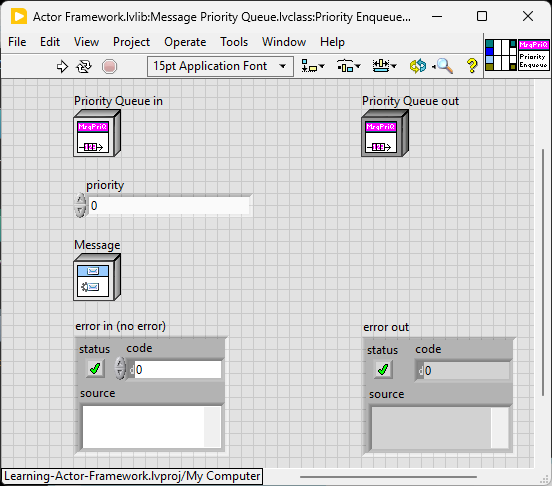 Actor Framework.lvlib:Message Priority Queue.lvclass:Priority Enqueue...
File Edit View Project Operate Tools Window Help
15pt Application Font
MsgPriQ
Priority
Enqueue
Priority Queue in
Priority Queue out
MsgPriQ
MsgPriQ
priority
0
Message
error in (no error)
error out
status code
status code
0
d 0
source
source
Learning-Actor-Framework.lvproj/My Computer